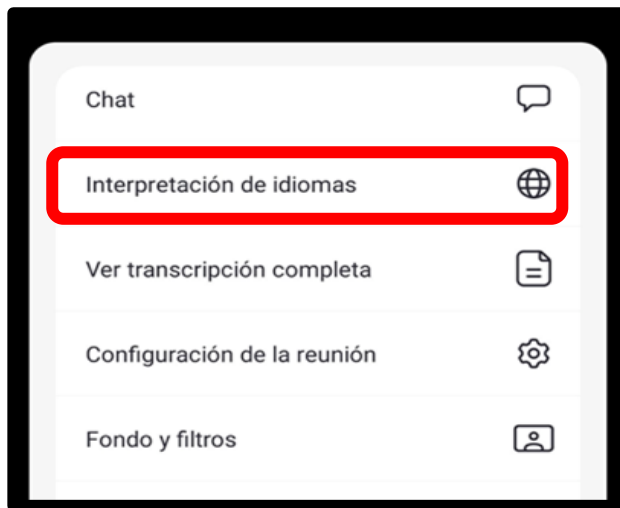 Chat
Interpretación de idiomas
Ver transcripción completa
Configuración de la reunión
Fondo y filtros